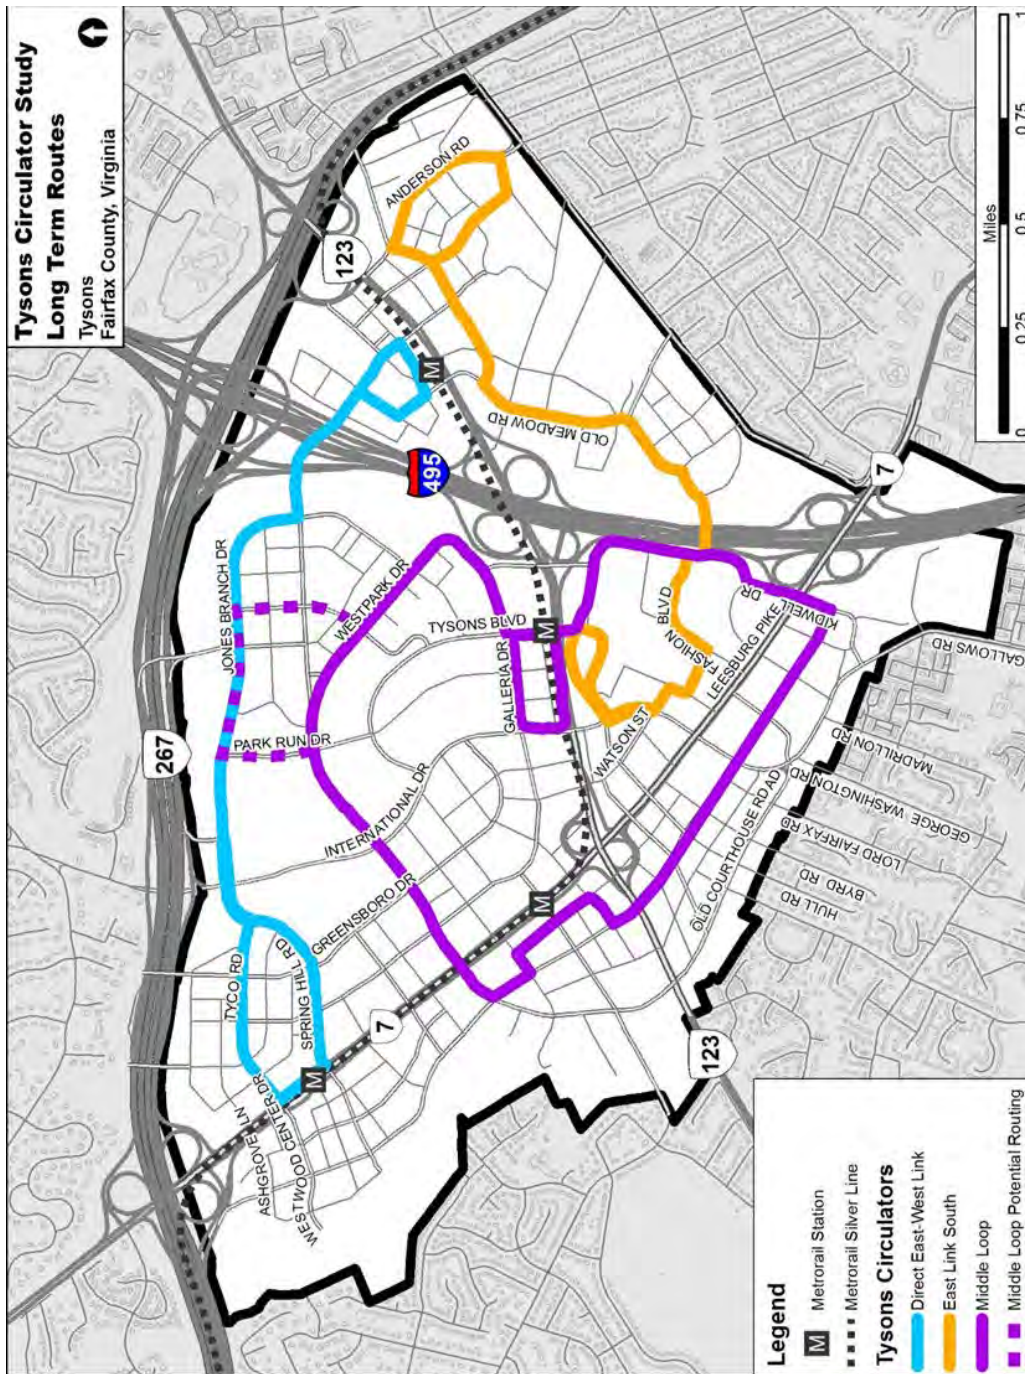 Tysons Circulator Study
Long Term Routes
Tysons
Fairfax County, Virginia
267
123
ANDERSON RD
JONES BRANCH DR
WESTPARK DR
495
M
OLD MEADOW RD
PARK RUN DR
TYSONS BLVD
GALLERIA DR
M
INTERNATIONAL DR
GREENSBORO DR
TYCO RD
SPRING HILL RD
ASHGROVE LN
WESTWOOD CENTER DR
M
7
M
WATSON ST
FASHION
BLVD
LEESBURG PIKE
KIDWELL
DR
7
GALLOWS RD
OLD COURTHOUSE ROAD
MADRILLON RD
GEORGE WASHINGTON RD
LORD FAIRFAX RD
BYRD RD
HULL RD
123
Legend
M Metrorail Station
Metrorail Silver Line
Tysons Circulators
Direct East-West Link
East Link South
Middle Loop
Middle Loop Potential Routing
Miles
0 0.25 0.5 0.75 1